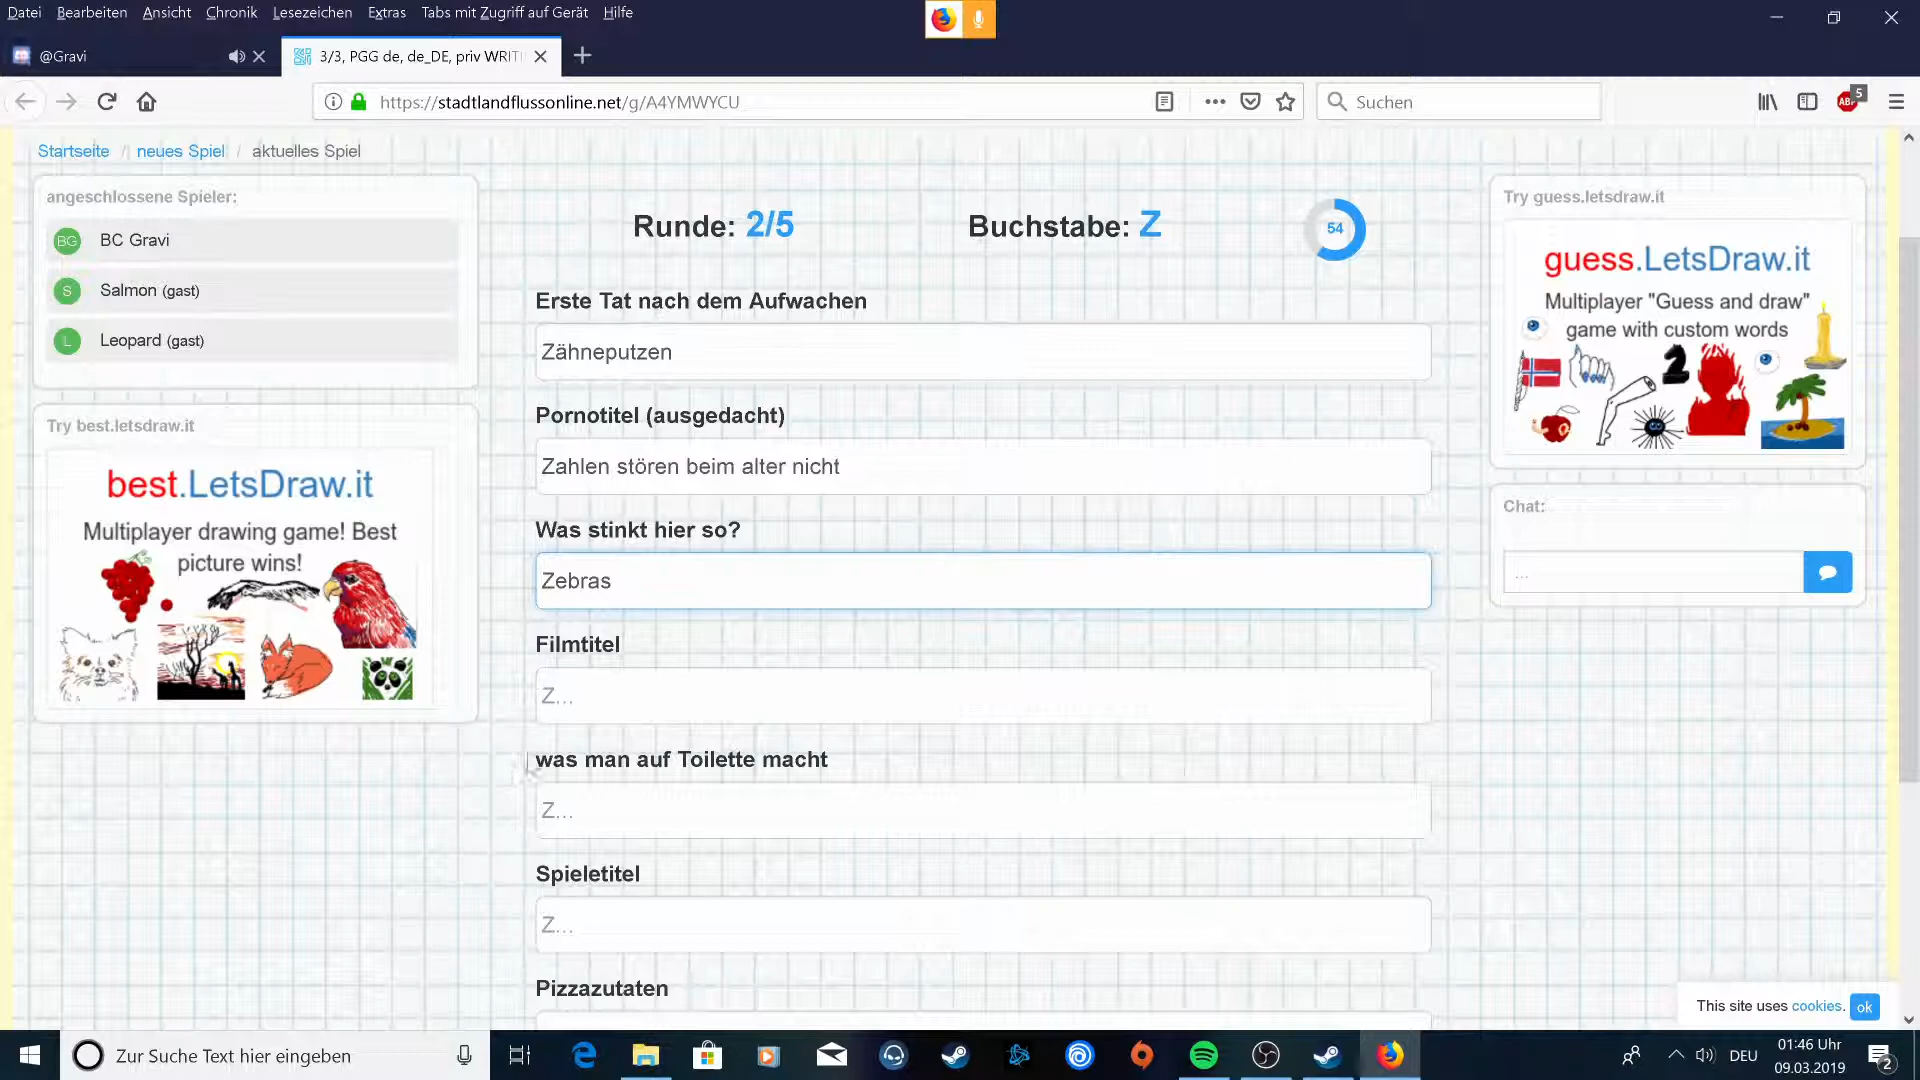 Datei Bearbeiten Ansicht Chronik Lesezeichen Extras Tabs mit Zugriff auf Gerät Hilfe
@Gravi
3/3, PGG de, de_DE, priv WRITI
https://stadtlandflussonline.net/g/A4YMWYCU
Suchen
ABP
5
Startseite / neues Spiel / aktuelles Spiel
angeschlossene Spieler:
BG BC Gravi
S Salmon (gast)
L Leopard (gast)
Try best.letsdraw.it
best.LetsDraw.it
Multiplayer drawing game! Best
picture wins!
Runde: 2/5
Buchstabe: Z
54
Erste Tat nach dem Aufwachen
Zähneputzen
Pornotitel (ausgedacht)
Zahlen stören beim alter nicht
Was stinkt hier so?
Zebras
Filmtitel
Z...
was man auf Toilette macht
Z...
Spieletitel
Z...
Pizzazutaten
Try guess.letsdraw.it
guess.LetsDraw.it
Multiplayer "Guess and draw"
game with custom words
Chat:
...
This site uses cookies. ok
Zur Suche Text hier eingeben
DEU
01:46 Uhr
09.03.2019
2